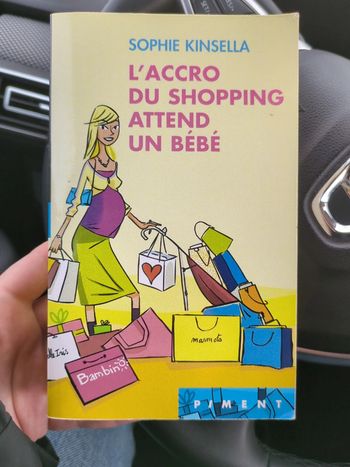 SOPHIE KINSELLA
L'ACCRO
DU SHOPPING
ATTEND
UN BÉBÉ
Bambino
PIMENT